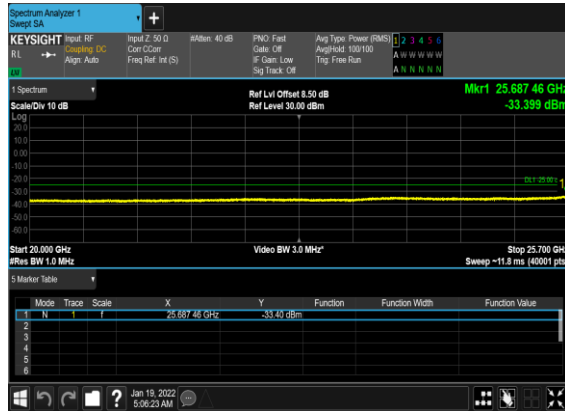 Spectrum Analyzer 1
Swept SA
+
KEYSIGHT Input: RF Input Z: 50 Ω #Atten: 40 dB PNO: Fast Avg Type: Power (RMS) 1 2 3 4 5 6
RL Coupling: DC Corr CCorr Gate: Off Avg|Hold: 100/100 A W W W W W
Align: Auto Freq Ref: Int (S) IF Gain: Low Trig: Free Run
Sig Track: Off A N N N N N
1 Spectrum Ref Lvl Offset 8.50 dB Mkr1 25.687 46 GHz
Scale/Div 10 dB Ref Level 30.00 dBm -33.399 dBm
Log
20.0
10.0
0.00
-10.0
-20.0
DL1 -25.00 1
-30.0
-40.0
-50.0
-60.0
Start 20.000 GHz Video BW 3.0 MHz* Stop 25.700 GHz
#Res BW 1.0 MHz Sweep ~11.8 ms (40001 pts
5 Marker Table
Mode Trace Scale X Y Function Function Width Function Value
1 N 1 f 25.687 46 GHz -33.40 dBm
2
3
4
5
6
? Jan 19, 2022
5:06:23 AM